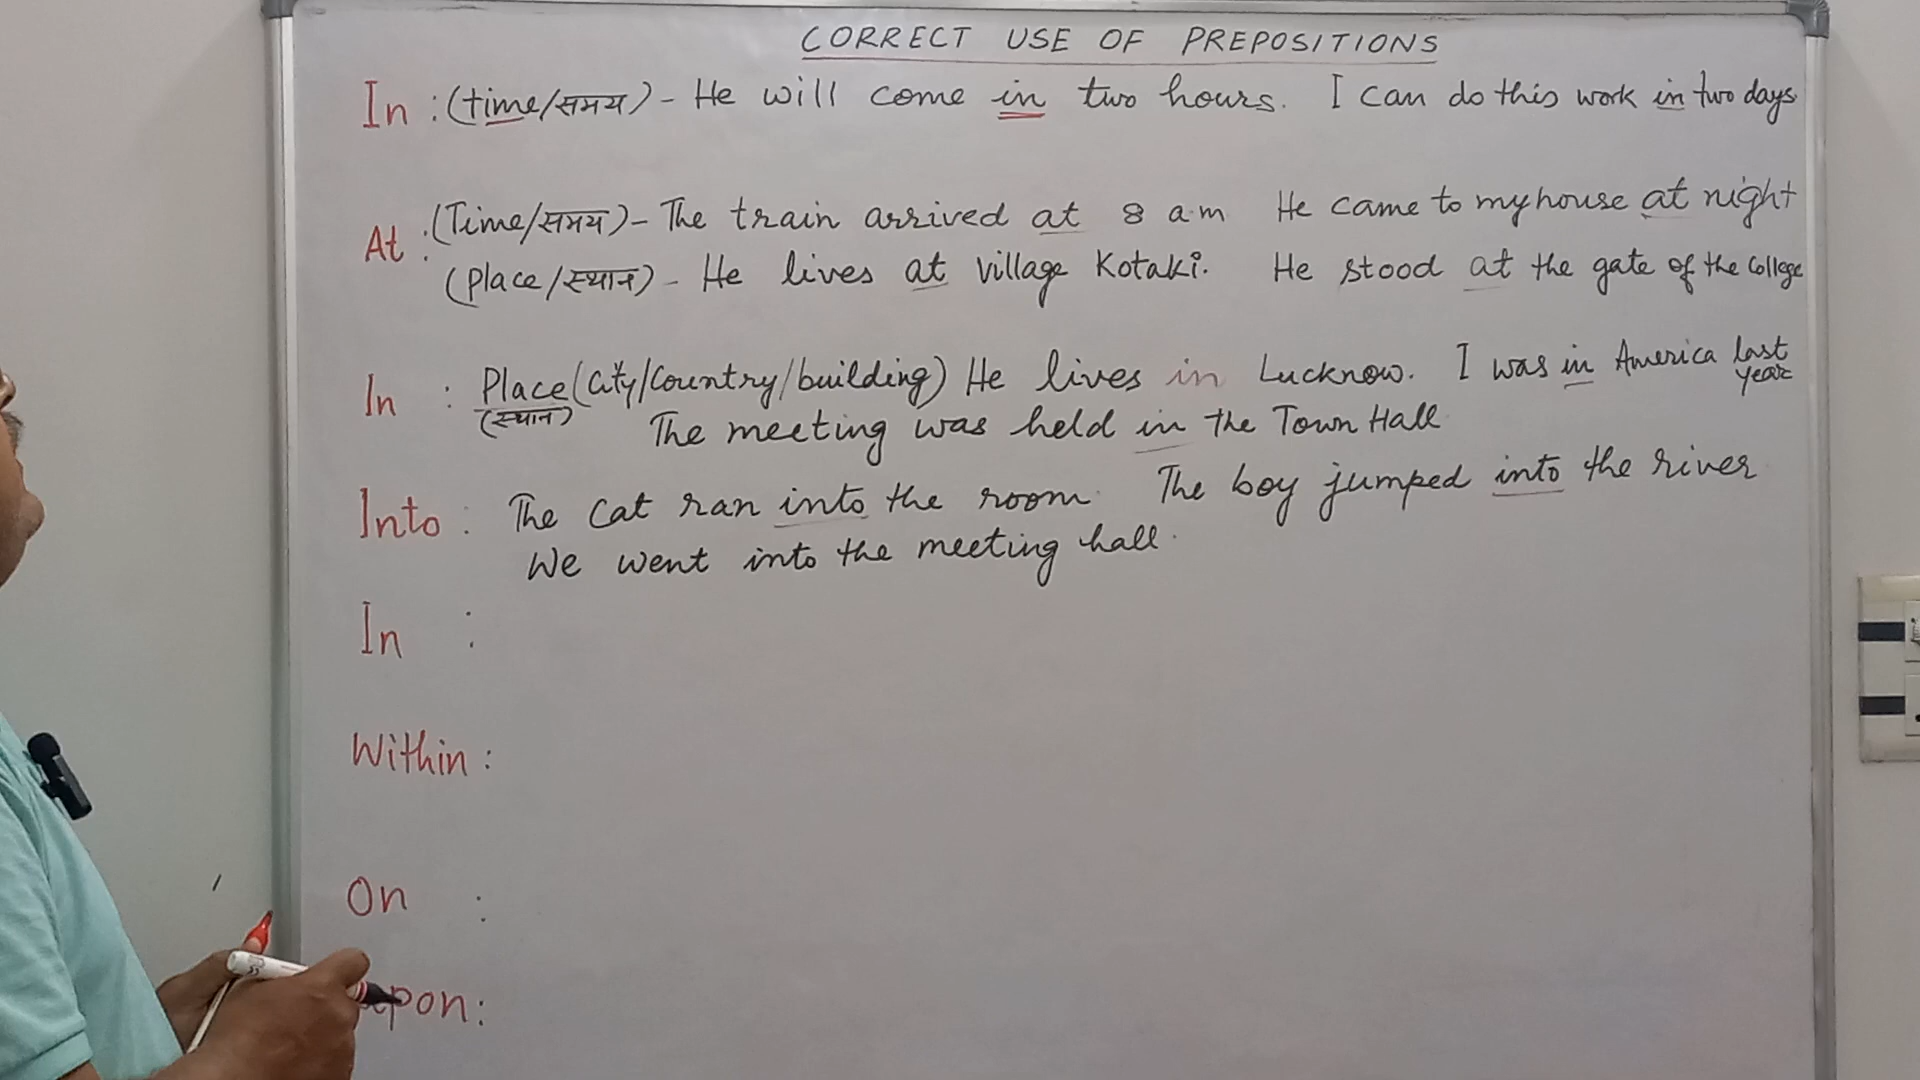 CORRECT USE OF PREPOSITIONS
In : (time/समय) - He will come in two hours. I can do this work in two days
At : (Time/समय) - The train arrived at 8 a.m He came to my house at night
(Place/स्थान) - He lives at village Kotaki. He stood at the gate of the College
In : Place (City/Country/building) He lives in Lucknow. I was in America last year
(स्थान) The meeting was held in the Town Hall
Into : The cat ran into the room. The boy jumped into the river
We went into the meeting hall.
In :
Within :
On :
upon :